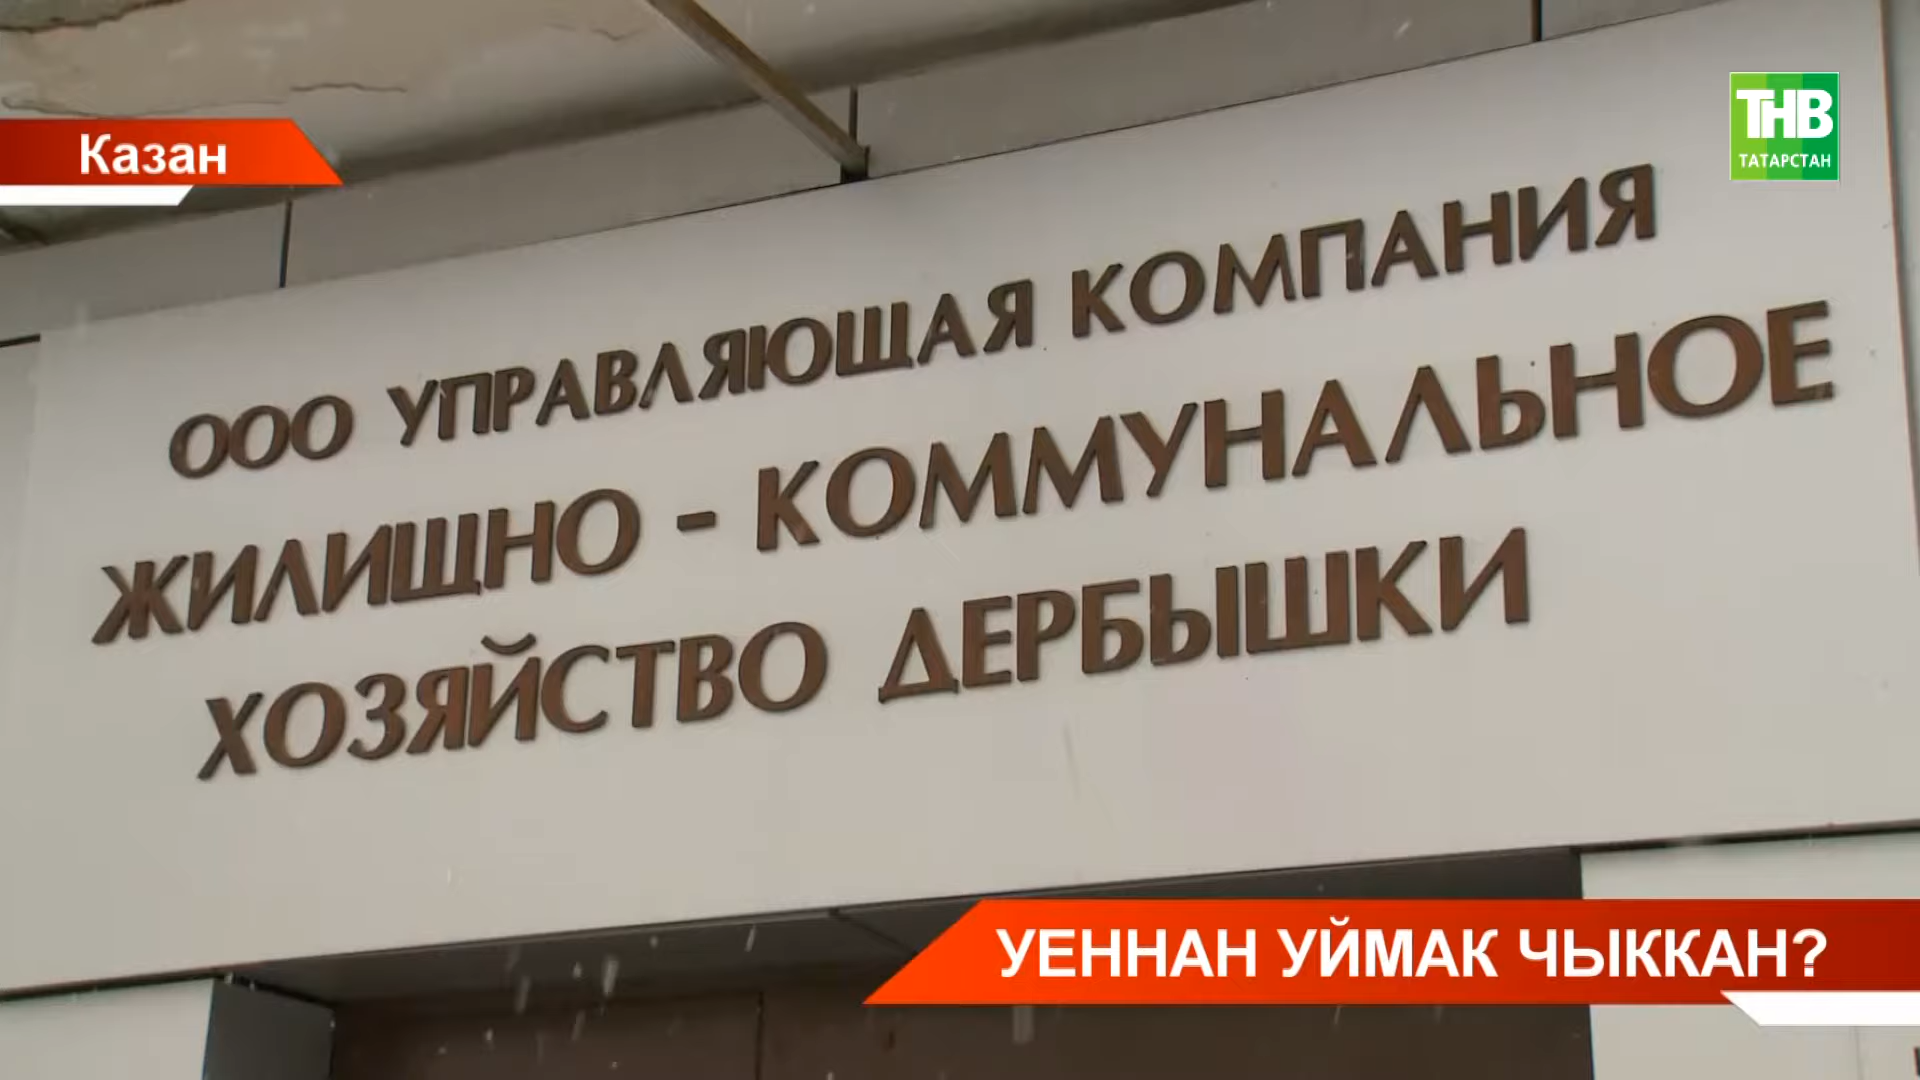 Казан
ТНВ
ТАТАРСТАН
ООО УПРАВЛЯЮЩАЯ КОМПАНИЯ
ЖИЛИЩНО - КОММУНАЛЬНОЕ
ХОЗЯЙСТВО ДЕРБЫШКИ
УЕННАН УЙМАК ЧЫККАН?